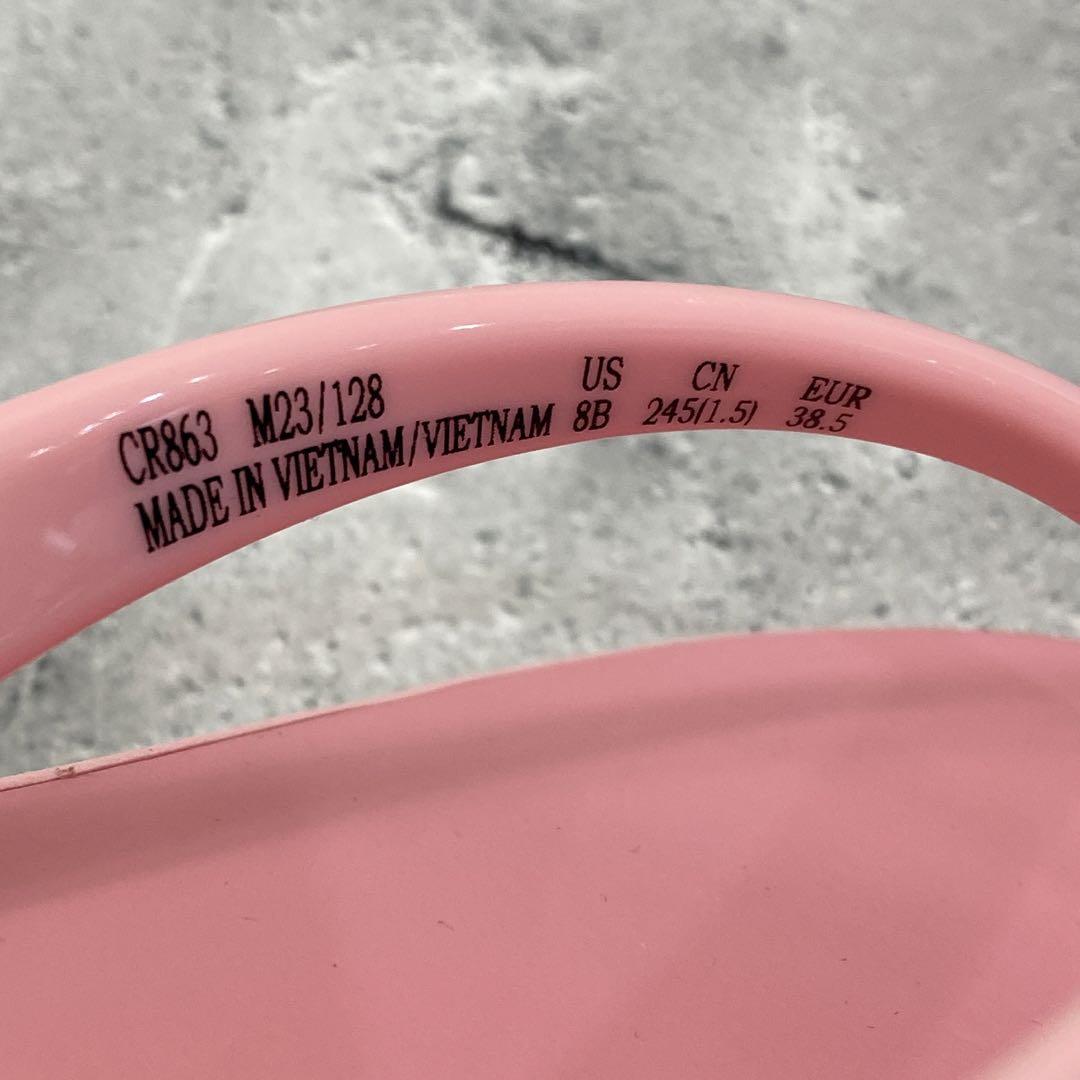 CR863 M23/128
MADE IN VIETNAM/VIETNAM
US CN EUR
8B 245(1.5) 38.5